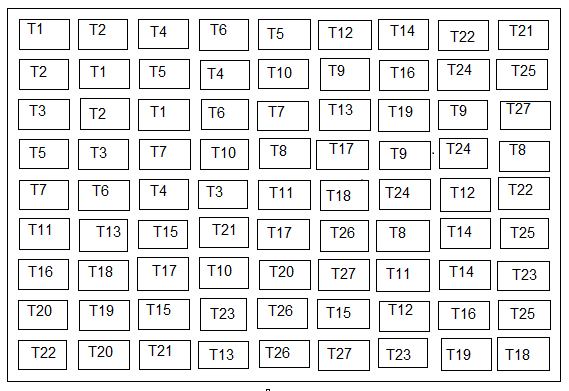 T1 T2 T4 T6 T5 T12 T14 T22 T21
T2 T1 T5 T4 T10 T9 T16 T24 T25
T3 T2 T1 T6 T7 T13 T19 T9 T27
T5 T3 T7 T10 T8 T17 T9 T24 T8
T7 T6 T4 T3 T11 T18 T24 T12 T22
T11 T13 T15 T21 T17 T26 T8 T14 T25
T16 T18 T17 T10 T20 T27 T11 T14 T23
T20 T19 T15 T23 T26 T15 T12 T16 T25
T22 T20 T21 T13 T26 T27 T23 T19 T18